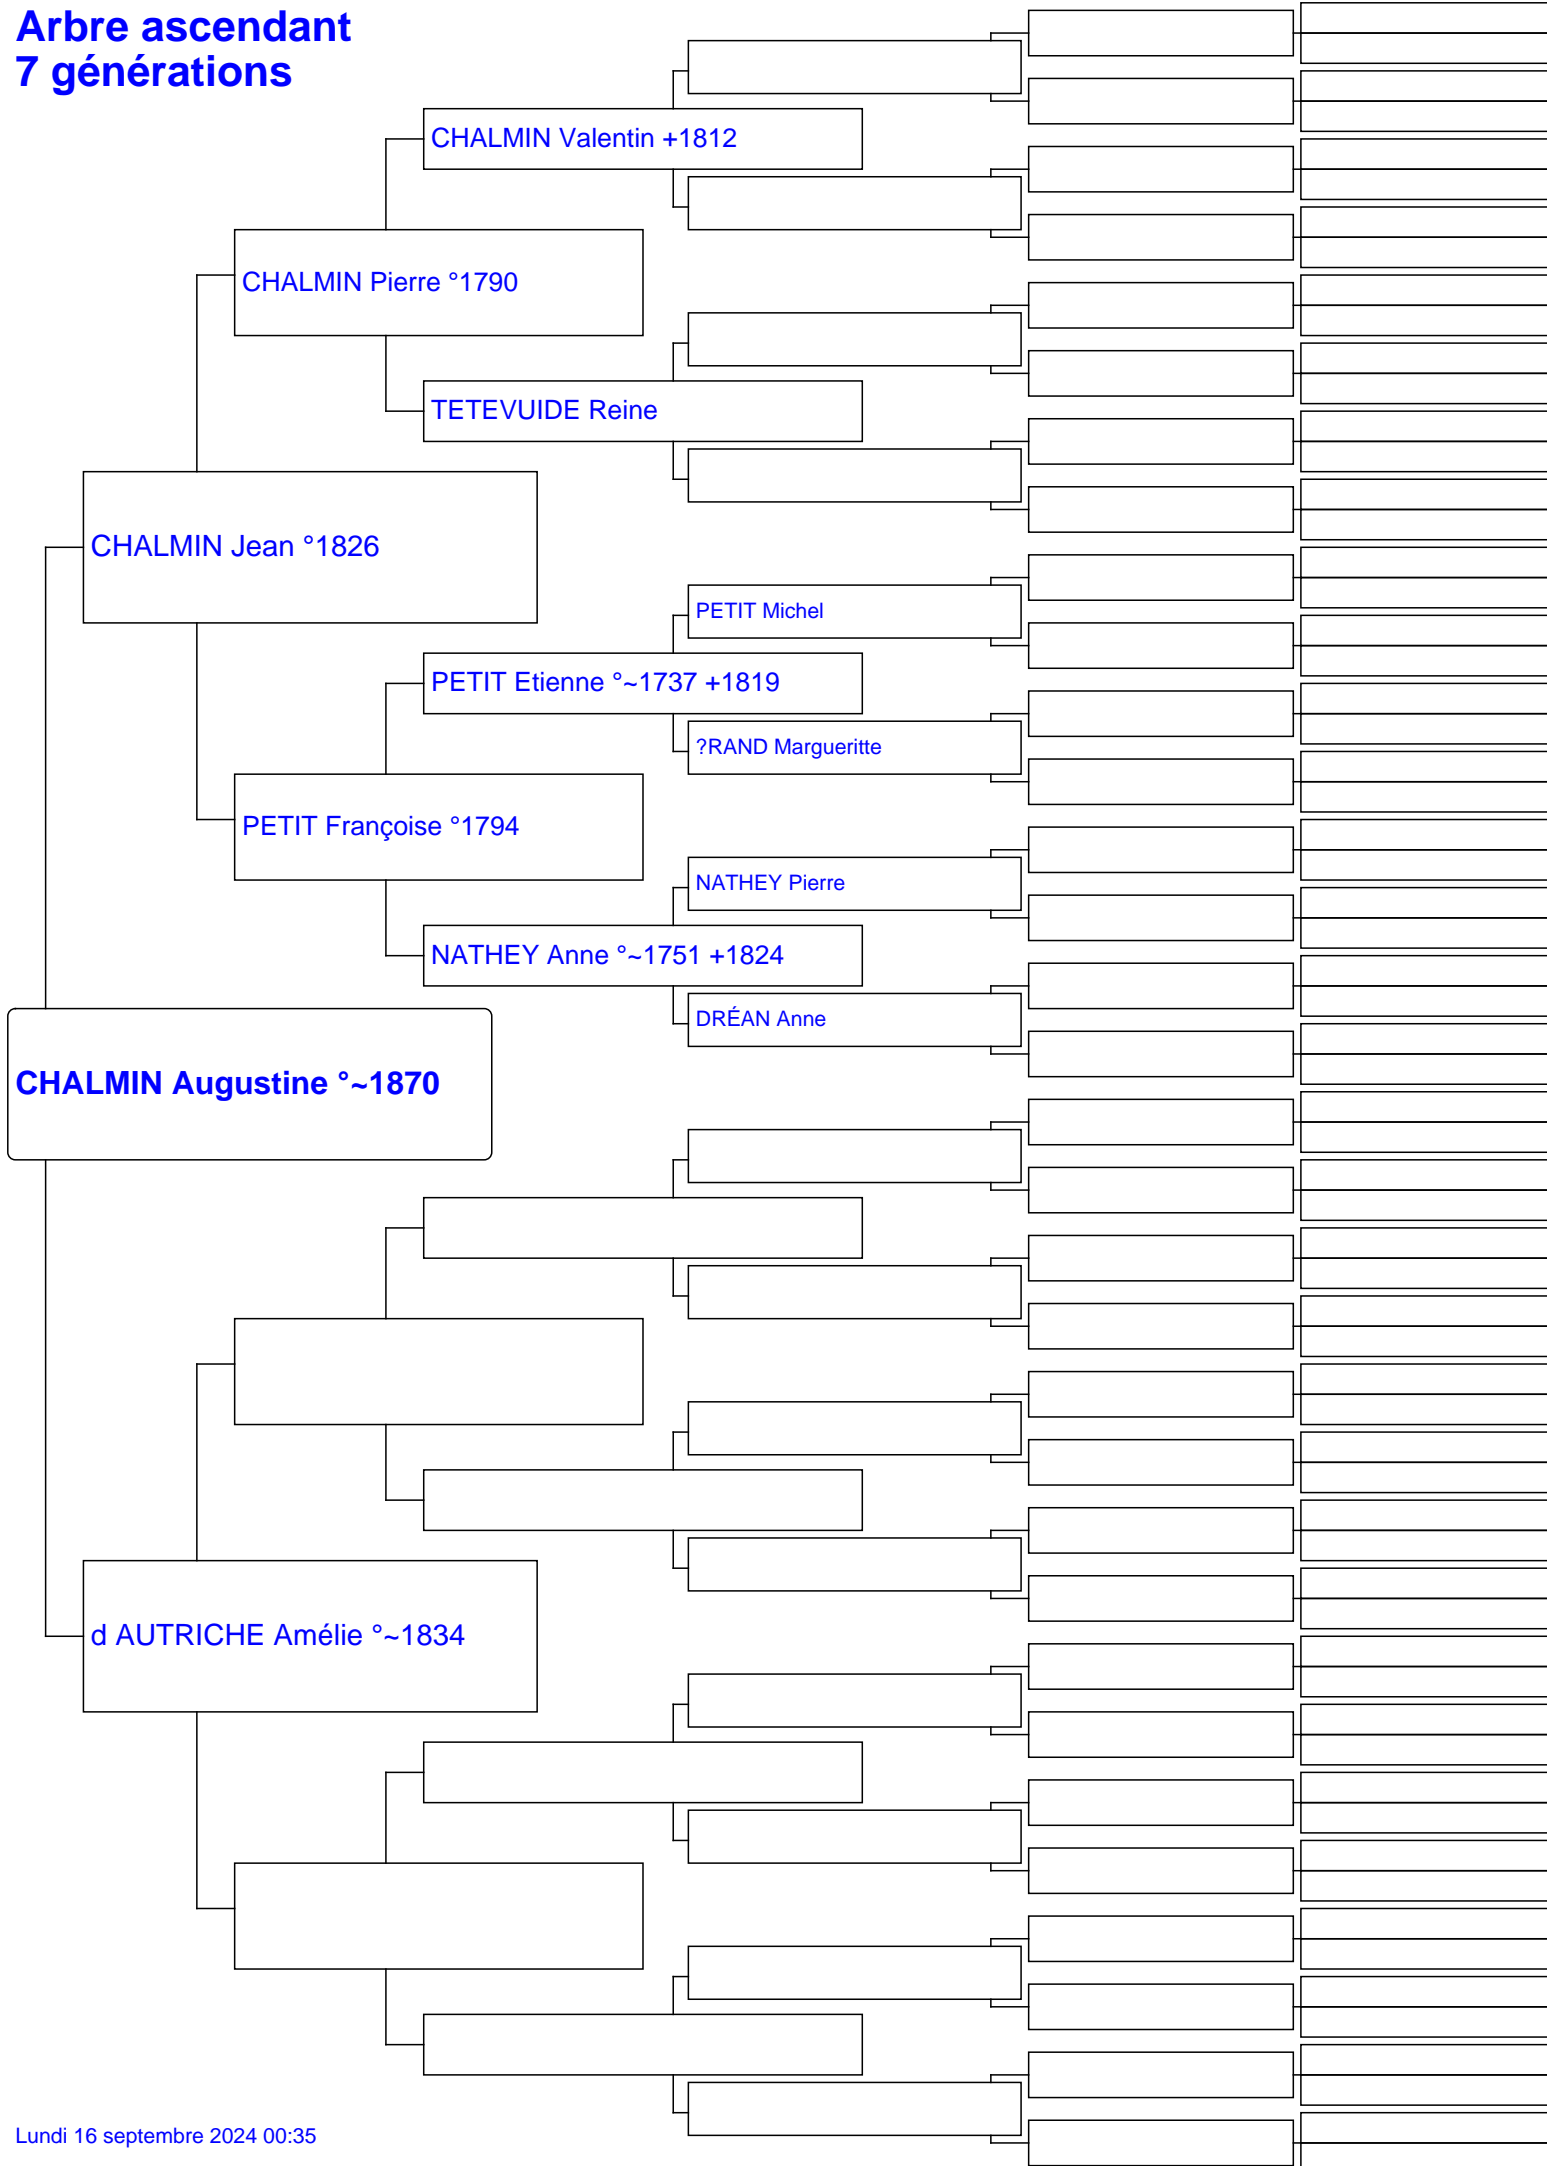 Arbre ascendant
7 générations
CHALMIN Valentin +1812
CHALMIN Pierre °1790
TETEVUIDE Reine
CHALMIN Jean °1826
PETIT Michel
PETIT Etienne °~1737 +1819
?RAND Margueritte
PETIT Françoise °1794
NATHEY Pierre
NATHEY Anne °~1751 +1824
DRÉAN Anne
CHALMIN Augustine °~1870
d AUTRICHE Amélie °~1834
Lundi 16 septembre 2024 00:35